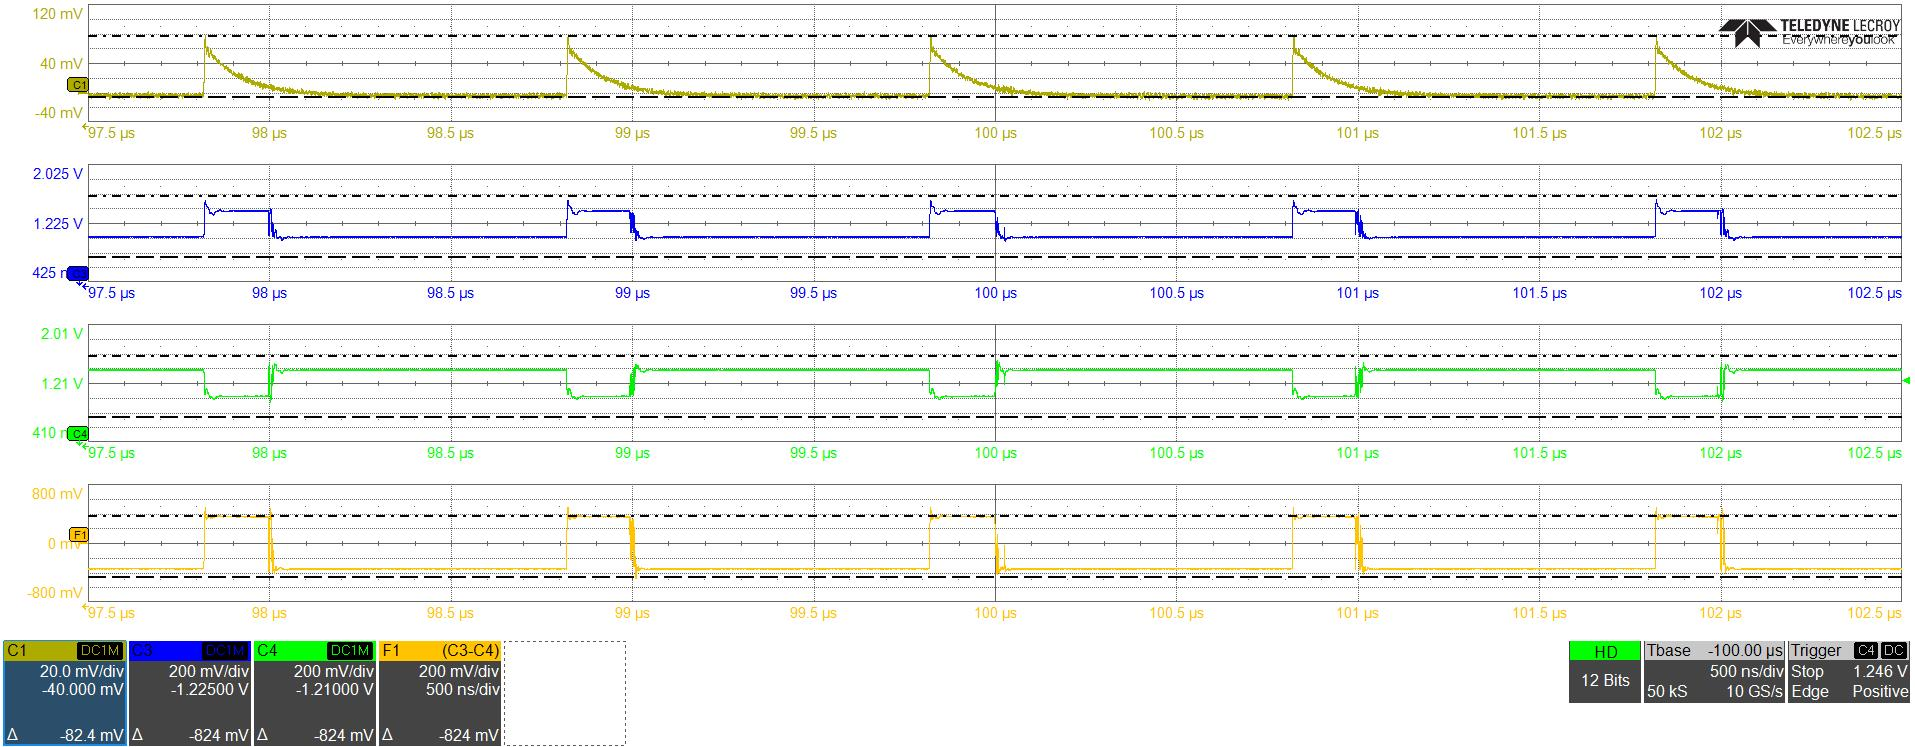 120 mV
TELEDYNE LECROY
Everywhereyoulook
40 mV
C1
-40 mV
97.5 µs 98 µs 98.5 µs 99 µs 99.5 µs 100 µs 100.5 µs 101 µs 101.5 µs 102 µs 102.5 µs
2.025 V
1.225 V
425 m C3
97.5 µs 98 µs 98.5 µs 99 µs 99.5 µs 100 µs 100.5 µs 101 µs 101.5 µs 102 µs 102.5 µs
2.01 V
1.21 V
410 m C4
97.5 µs 98 µs 98.5 µs 99 µs 99.5 µs 100 µs 100.5 µs 101 µs 101.5 µs 102 µs 102.5 µs
800 mV
F1
0 mV
-800 mV
97.5 µs 98 µs 98.5 µs 99 µs 99.5 µs 100 µs 100.5 µs 101 µs 101.5 µs 102 µs 102.5 µs
C1 DC1M
20.0 mV/div
-40.000 mV
Δ -82.4 mV
C3 DC1M
200 mV/div
-1.22500 V
Δ -824 mV
C4 DC1M
200 mV/div
-1.21000 V
Δ -824 mV
F1 (C3-C4)
200 mV/div
500 ns/div
Δ -824 mV
HD
12 Bits
Tbase -100.00 µs
500 ns/div
50 kS 10 GS/s
Trigger C4 DC
Stop 1.246 V
Edge Positive